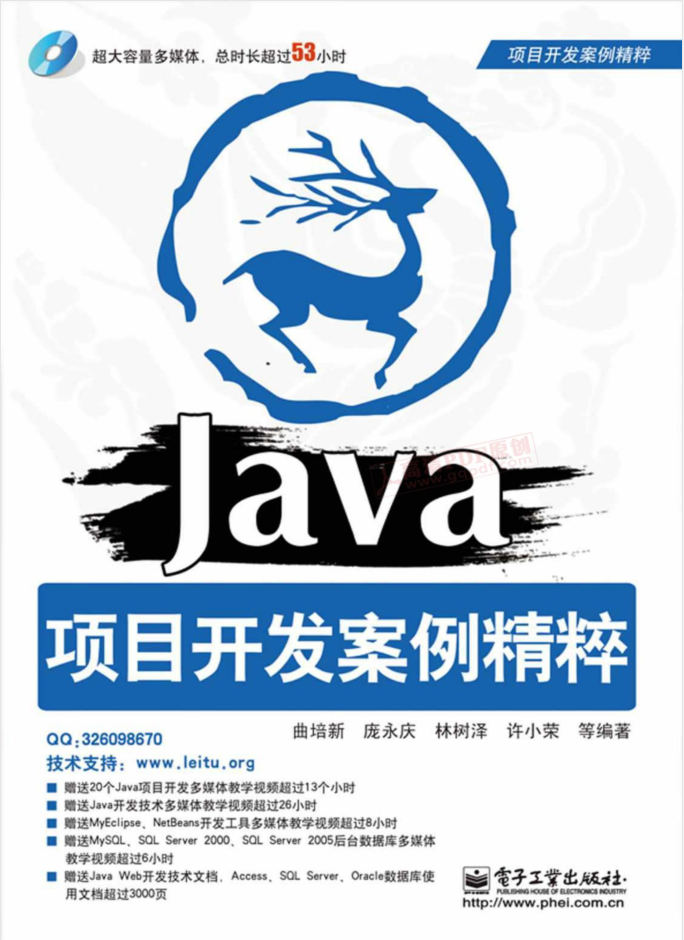 超大容量多媒体，总时长超过53小时
项目开发案例精粹
Java
PDF原创
项目开发案例精粹
曲培新 庞永庆 林树泽 许小荣 等编著
QQ:326098670
技术支持：www.leitu.org
■ 赠送20个Java项目开发多媒体教学视频超过13个小时
■ 赠送Java开发技术多媒体教学视频超过26小时
■ 赠送MyEclipse、NetBeans开发工具多媒体教学视频超过8小时
■ 赠送MySQL、SQL Server 2000、SQL Server 2005后台数据库多媒体
教学视频超过6小时
■ 赠送Java Web开发技术文档，Access、SQL Server、Oracle数据库使
用文档超过3000页
電子工業出版社·
PUBLISHING HOUSE OF ELECTRONICS INDUSTRY
http://www.phei.com.cn